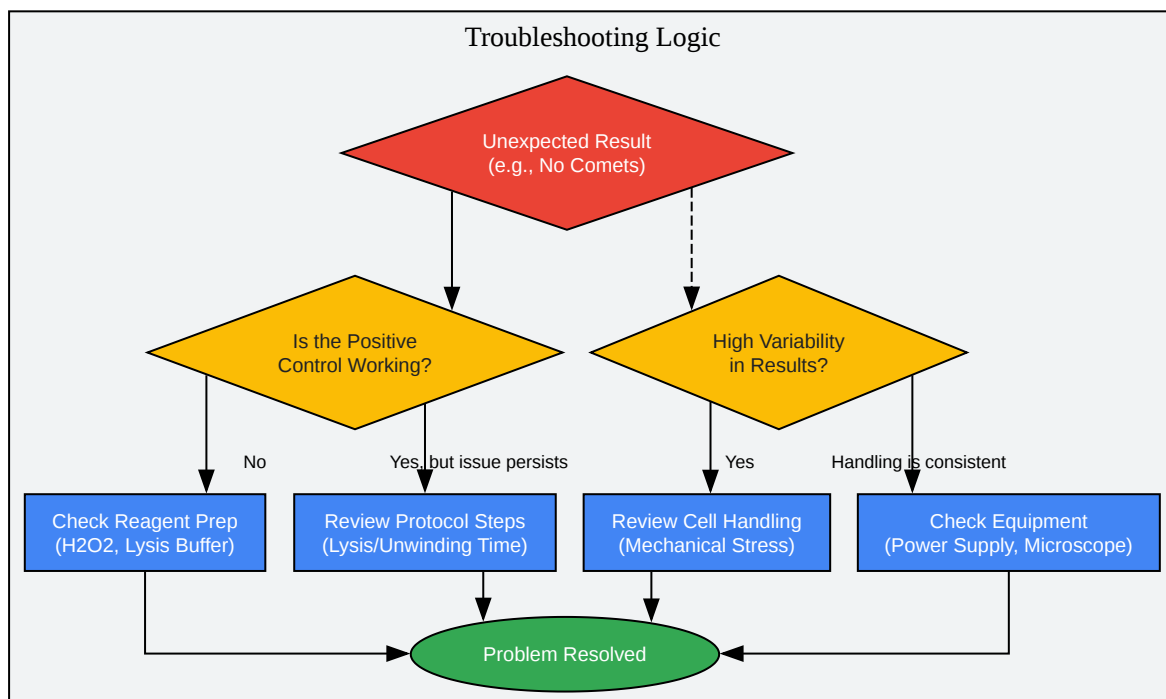 Troubleshooting Logic
Unexpected Result
(e.g., No Comets)
Is the Positive
Control Working?
High Variability
in Results?
No
Yes, but issue persists
Yes
Handling is consistent
Check Reagent Prep
(H2O2, Lysis Buffer)
Review Protocol Steps
(Lysis/Unwinding Time)
Review Cell Handling
(Mechanical Stress)
Check Equipment
(Power Supply, Microscope)
Problem Resolved